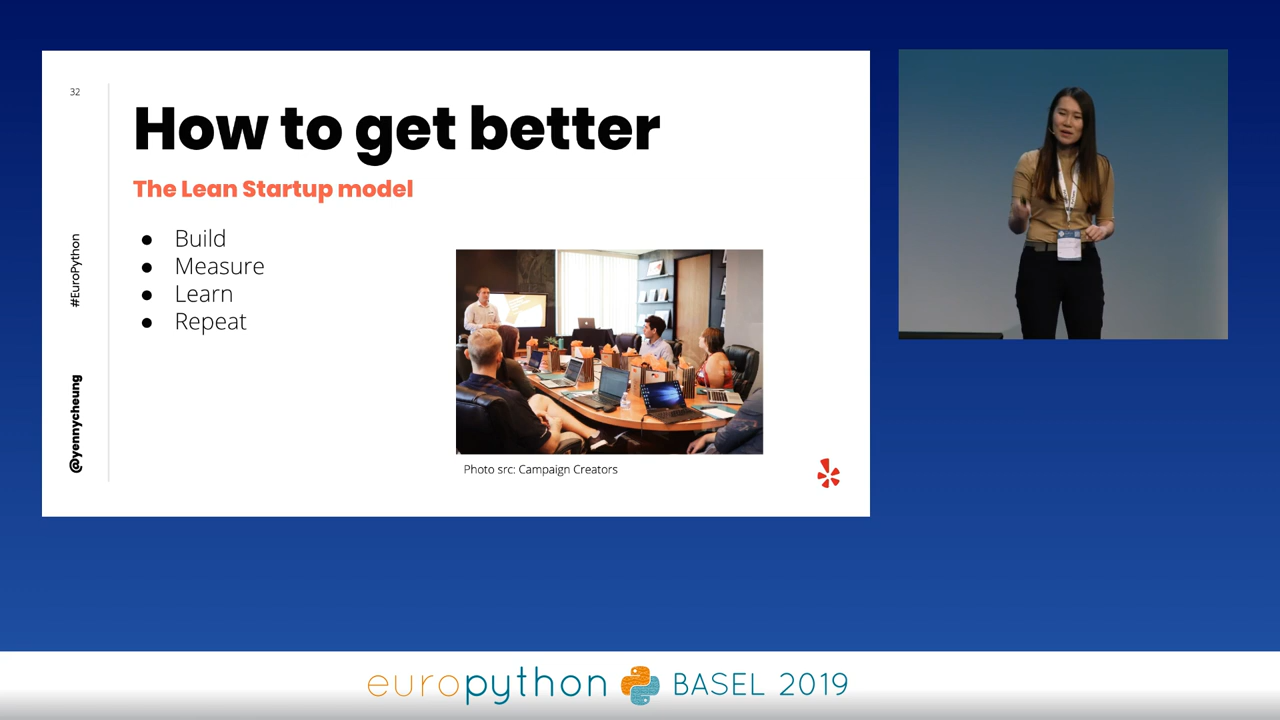 32
How to get better
The Lean Startup model
● Build
● Measure
● Learn
● Repeat
#EuroPython
@yennycheung
Photo src: Campaign Creators
europython BASEL 2019